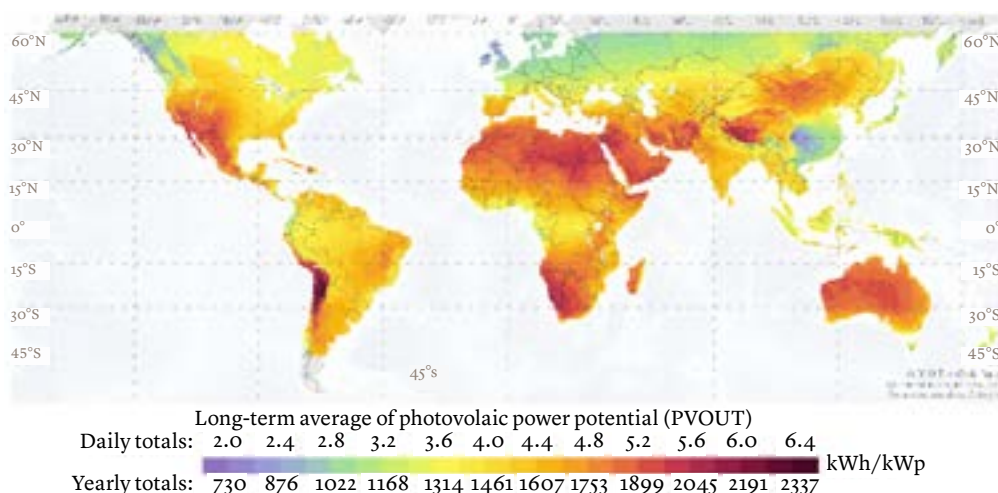 60°N 60°N
45°N 45°N
30°N 30°N
15°N 15°N
0° 0°
15°S 15°S
30°S 30°S
45°S 45°s 45°S
Long-term average of photovolaic power potential (PVOUT)
Daily totals: 2.0 2.4 2.8 3.2 3.6 4.0 4.4 4.8 5.2 5.6 6.0 6.4
kWh/kWp
Yearly totals: 730 876 1022 1168 1314 1461 1607 1753 1899 2045 2191 2337